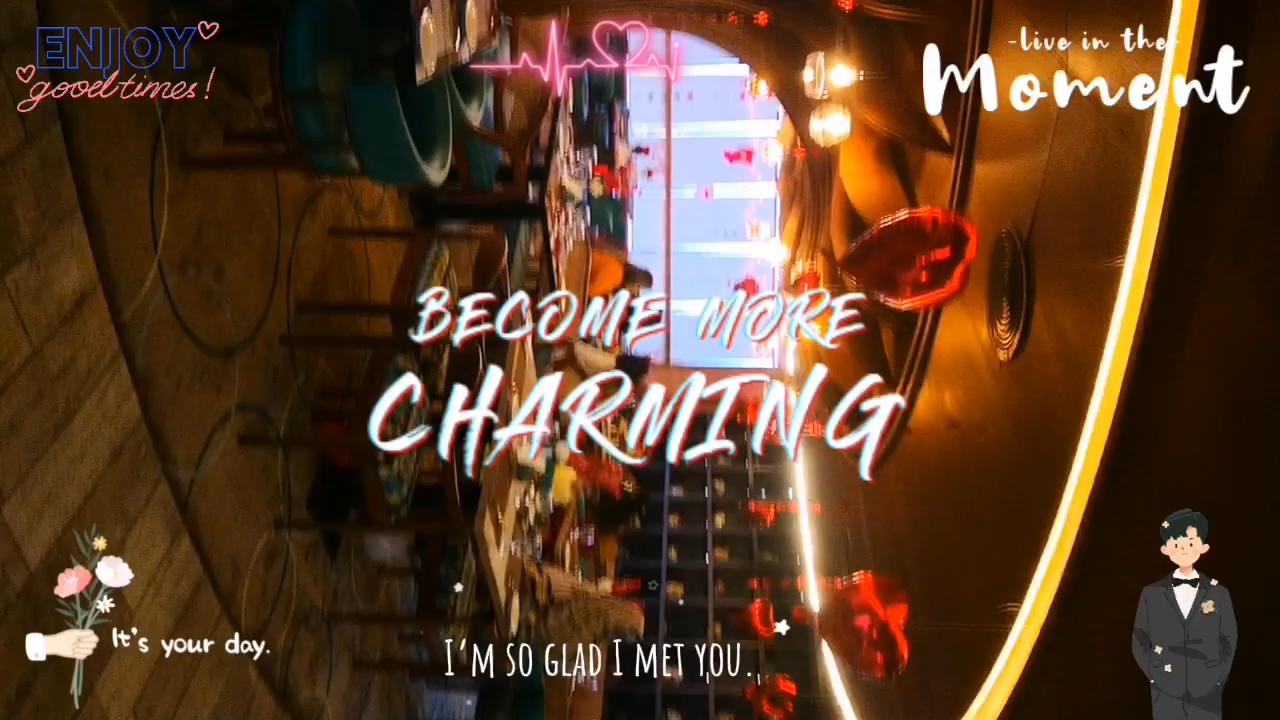 ENJOY
good times!
-live in the-
Moment
BECOME MORE
CHARMING
It's your day.
I'M SO GLAD I MET YOU.